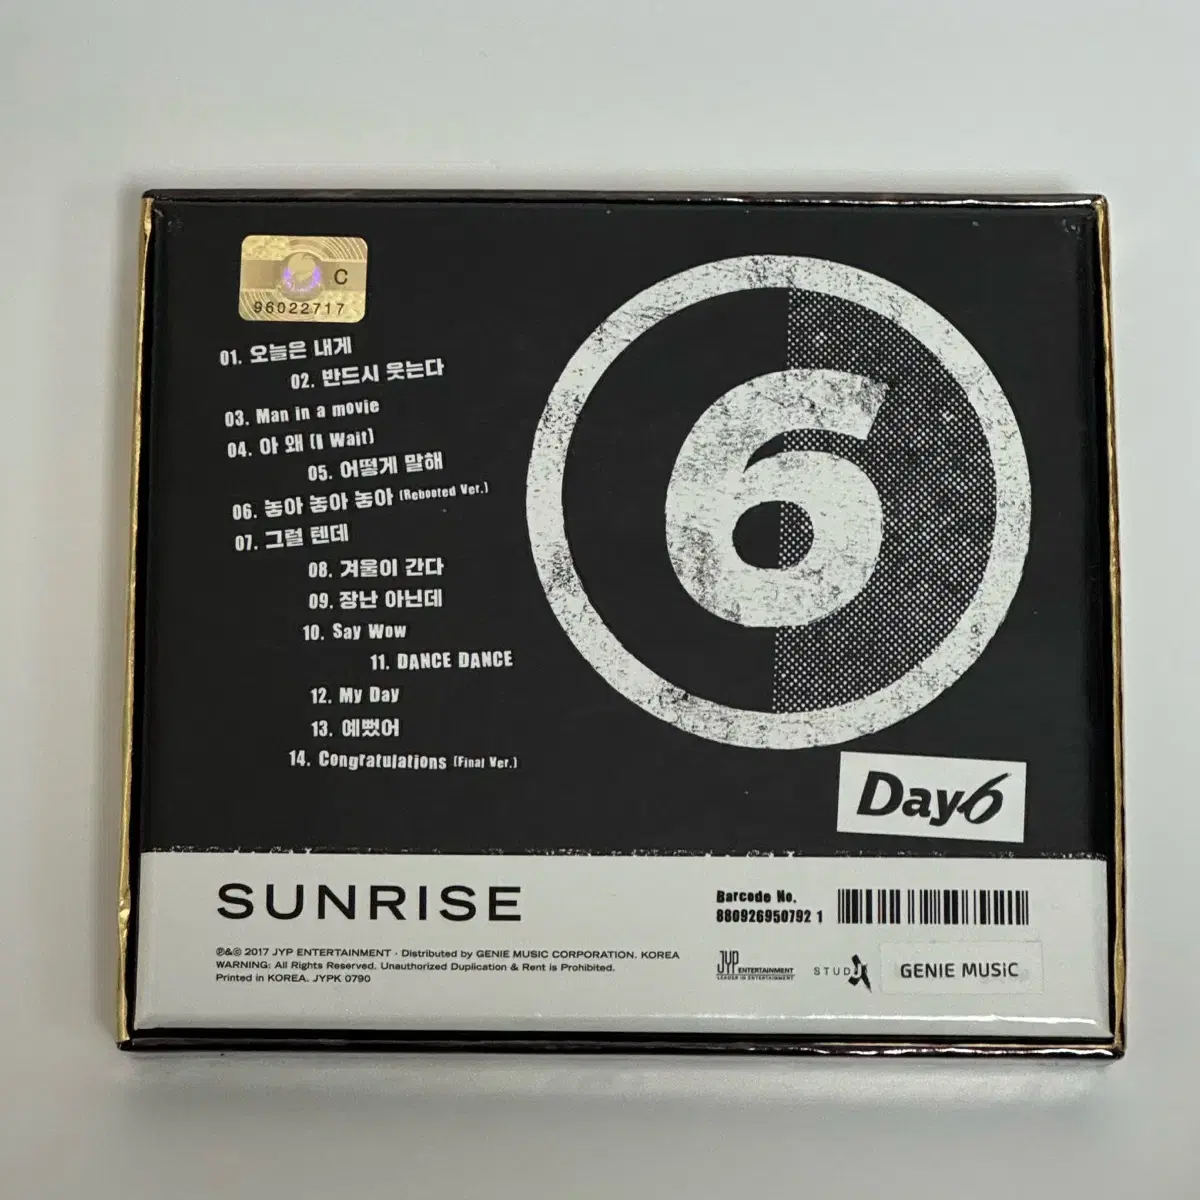 C
96022717
01. 오늘은 내게
02. 반드시 웃는다
03. Man in a movie
04. 아 왜 (I Wait)
05. 어떻게 말해
06. 놓아 놓아 놓아 (Rebooted Ver.)
07. 그럴 텐데
08. 겨울이 간다
09. 장난 아닌데
10. Say Wow
11. DANCE DANCE
12. My Day
13. 예뻤어
14. Congratulations (Final Ver.)
6
Day6
SUNRISE
Barcode No.
880926950792 1
℗&© 2017 JYP ENTERTAINMENT · Distributed by GENIE MUSIC CORPORATION. KOREA
WARNING: All Rights Reserved. Unauthorized Duplication & Rent is Prohibited.
Printed in KOREA. JYPK 0790
JYP ENTERTAINMENT
LEADER IN ENTERTAINMENT
STUDIO J
GENIE MUSIC